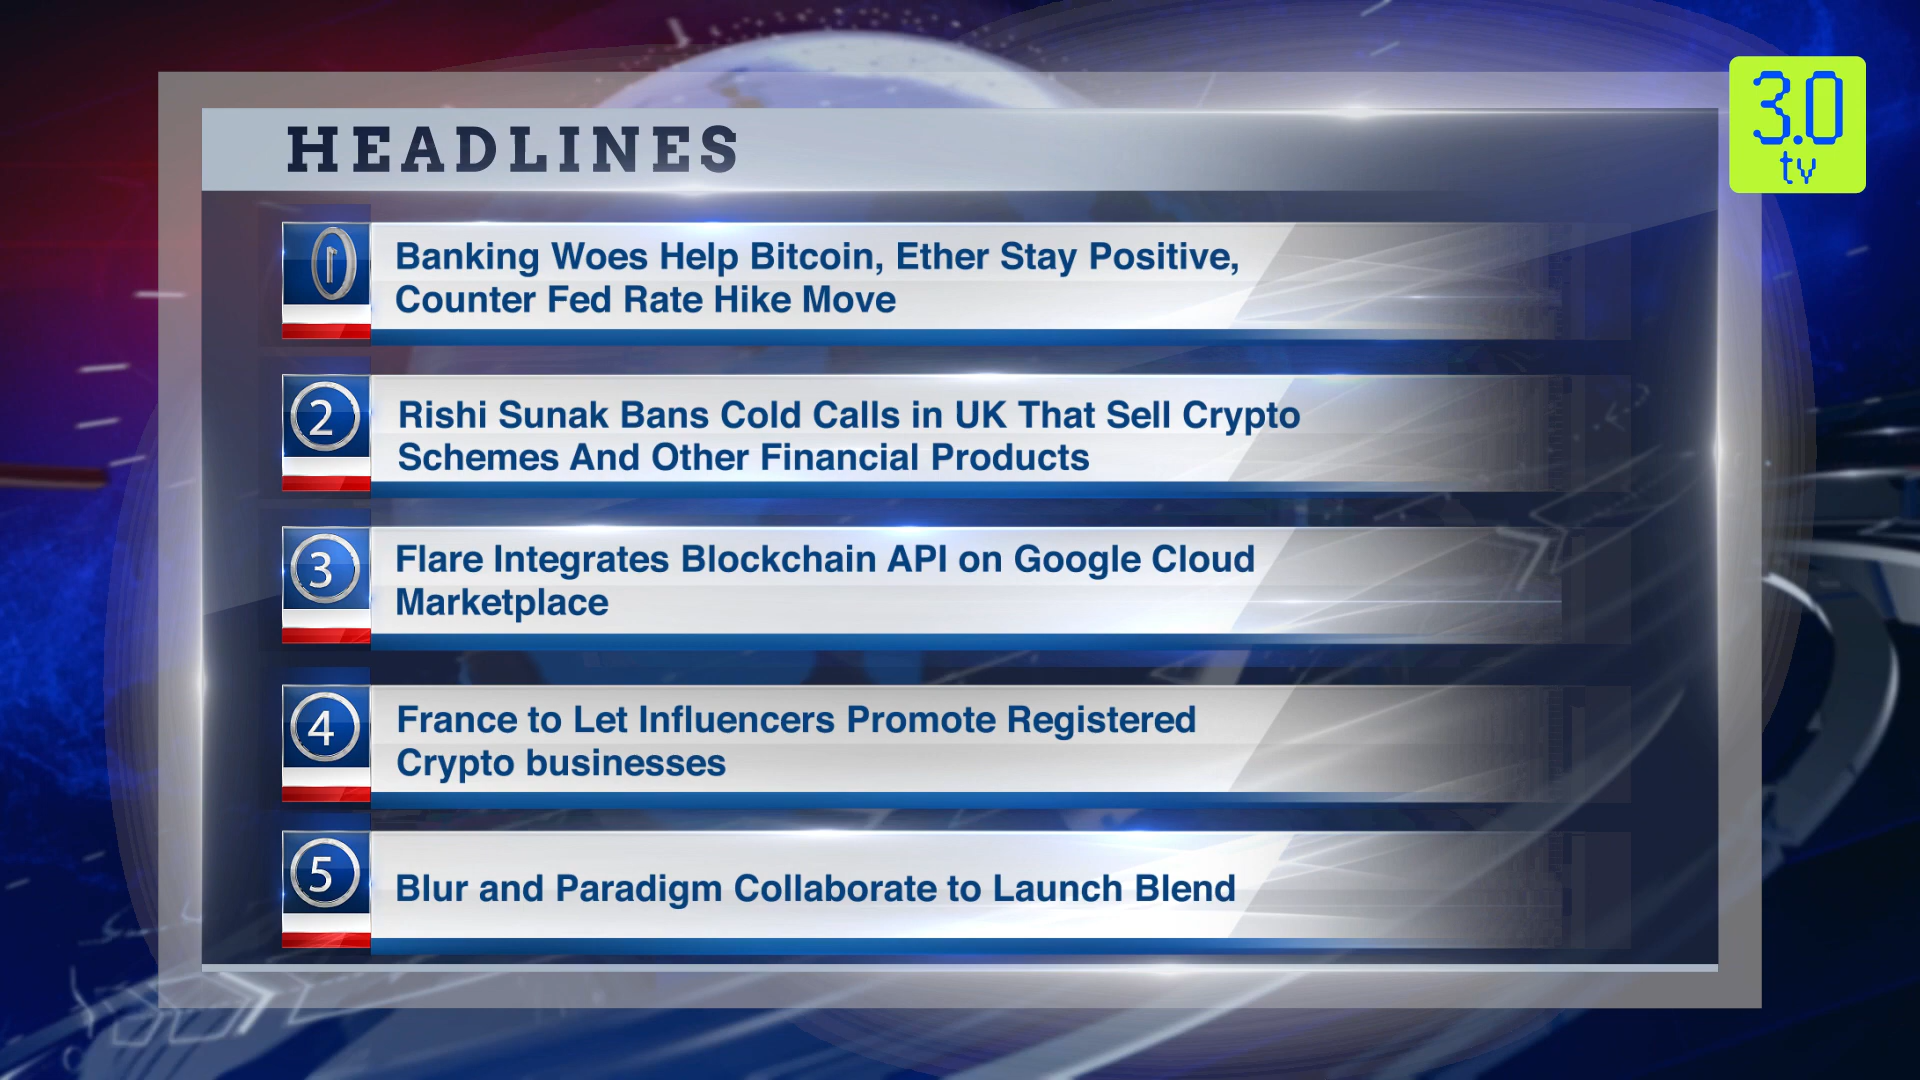 HEADLINES
3.0
tv
1
Banking Woes Help Bitcoin, Ether Stay Positive,
Counter Fed Rate Hike Move
2
Rishi Sunak Bans Cold Calls in UK That Sell Crypto
Schemes And Other Financial Products
3
Flare Integrates Blockchain API on Google Cloud
Marketplace
4
France to Let Influencers Promote Registered
Crypto businesses
5
Blur and Paradigm Collaborate to Launch Blend